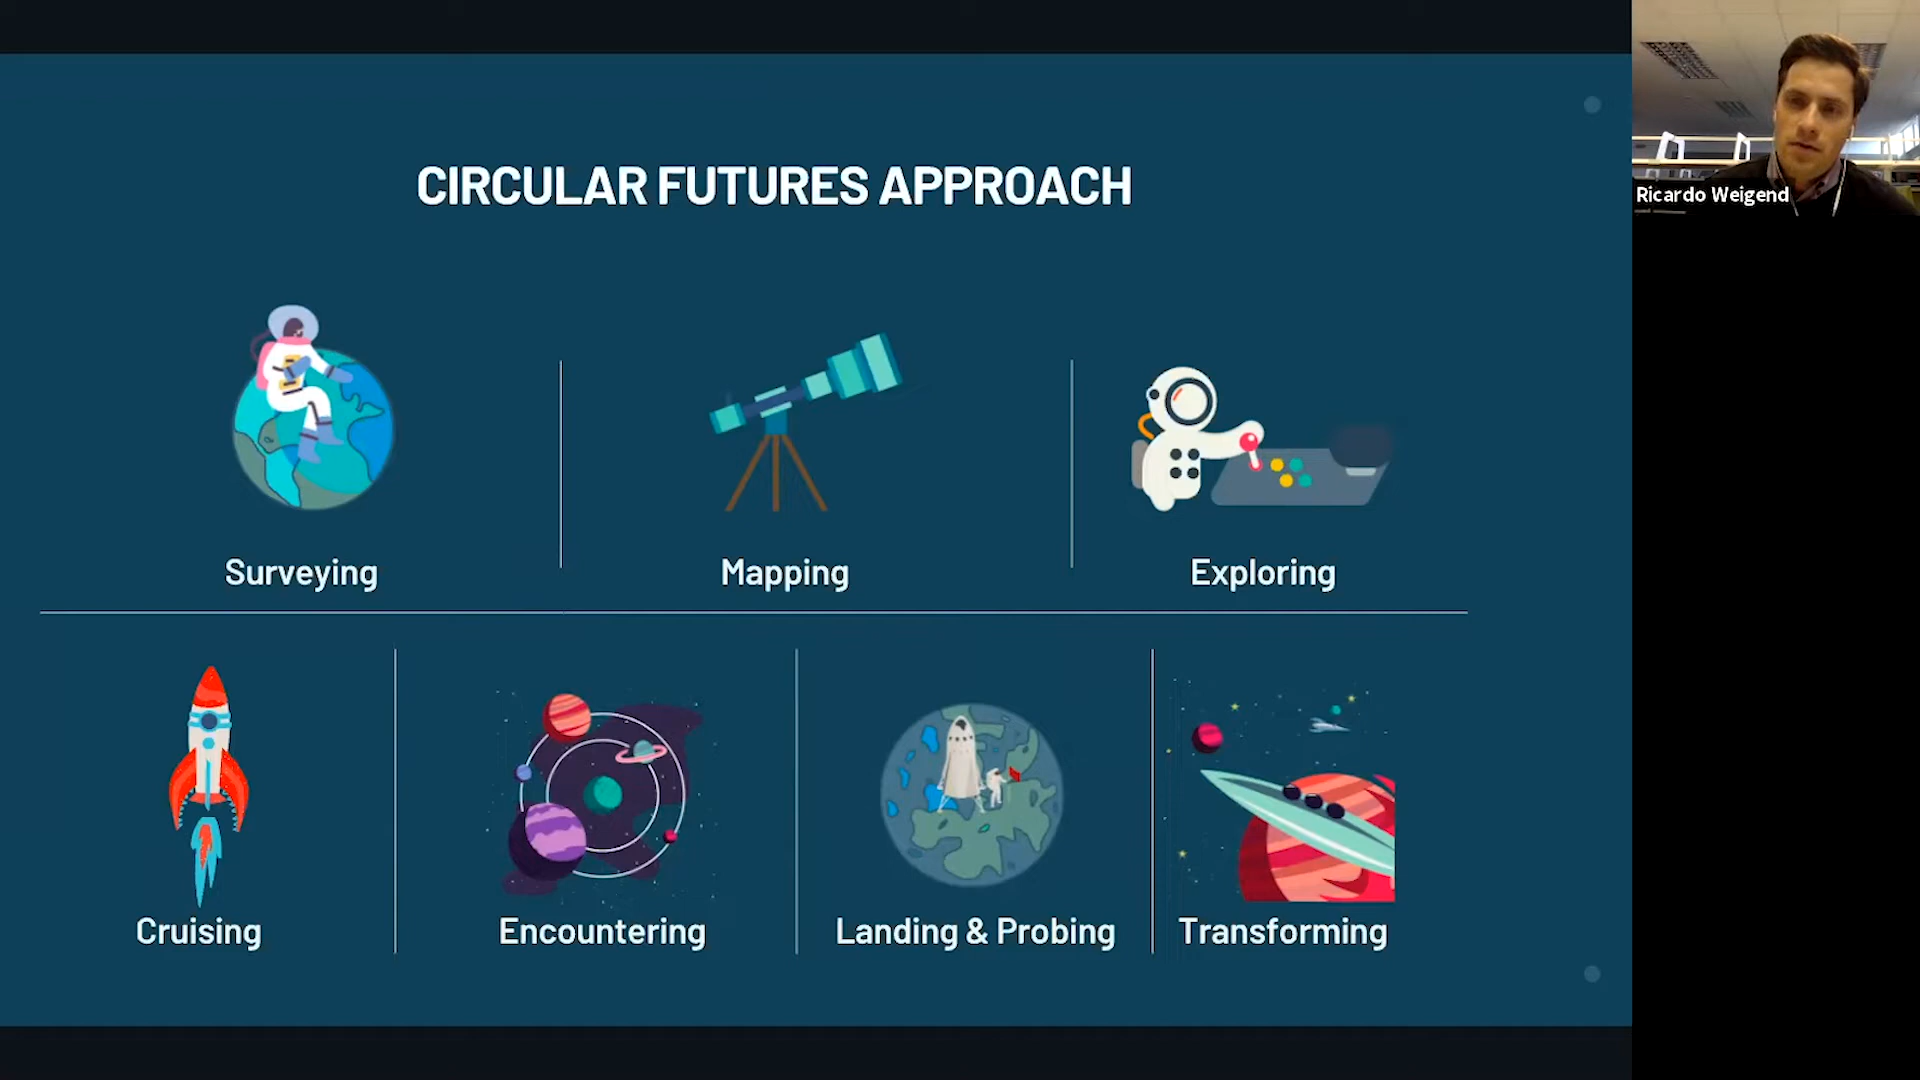 CIRCULAR FUTURES APPROACH
Ricardo Weigend
Surveying
Mapping
Exploring
Cruising
Encountering
Landing & Probing
Transforming